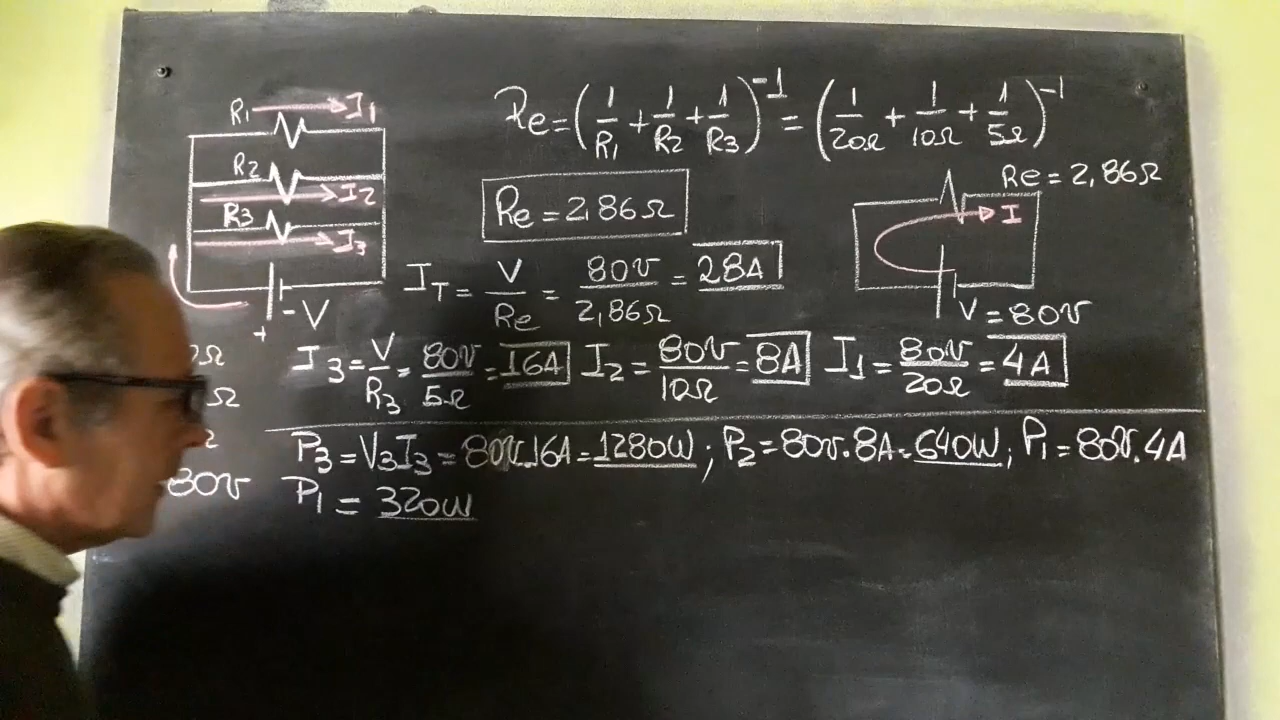 R1 I1
R2 I2
R3 I3
+ - V
Re = (1/R1 + 1/R2 + 1/R3)^-1 = (1/20Ω + 1/10Ω + 1/5Ω)^-1
Re = 2,86Ω
Re = 2,86Ω
I
V = 80v
IT = V/Re = 80v/2,86Ω = 28A
I3 = V/R3 = 80v/5Ω = 16A I2 = 80v/10Ω = 8A I1 = 80v/20Ω = 4A
Ω
Ω
Ω
80v
P3 = V3I3 = 80v.16A = 1280W ; P2 = 80v.8A = 640W ; P1 = 80v.4A
P1 = 320W